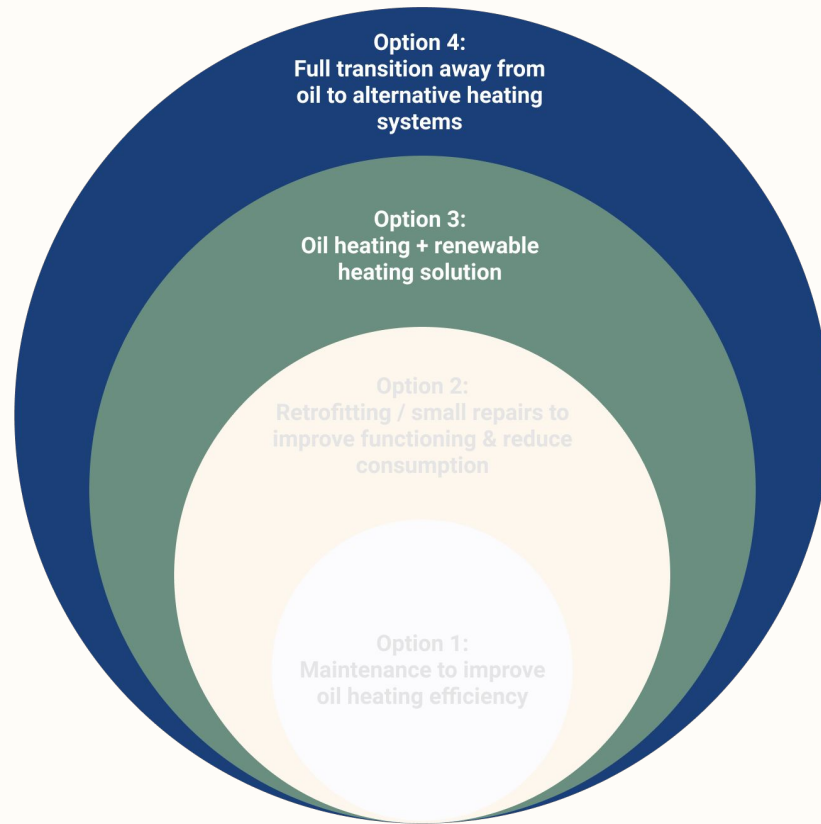 Option 4:
Full transition away from
oil to alternative heating
systems
Option 3:
Oil heating + renewable
heating solution
Option 2:
Retrofitting / small repairs to
improve functioning & reduce
consumption
Option 1:
Maintenance to improve
oil heating efficiency